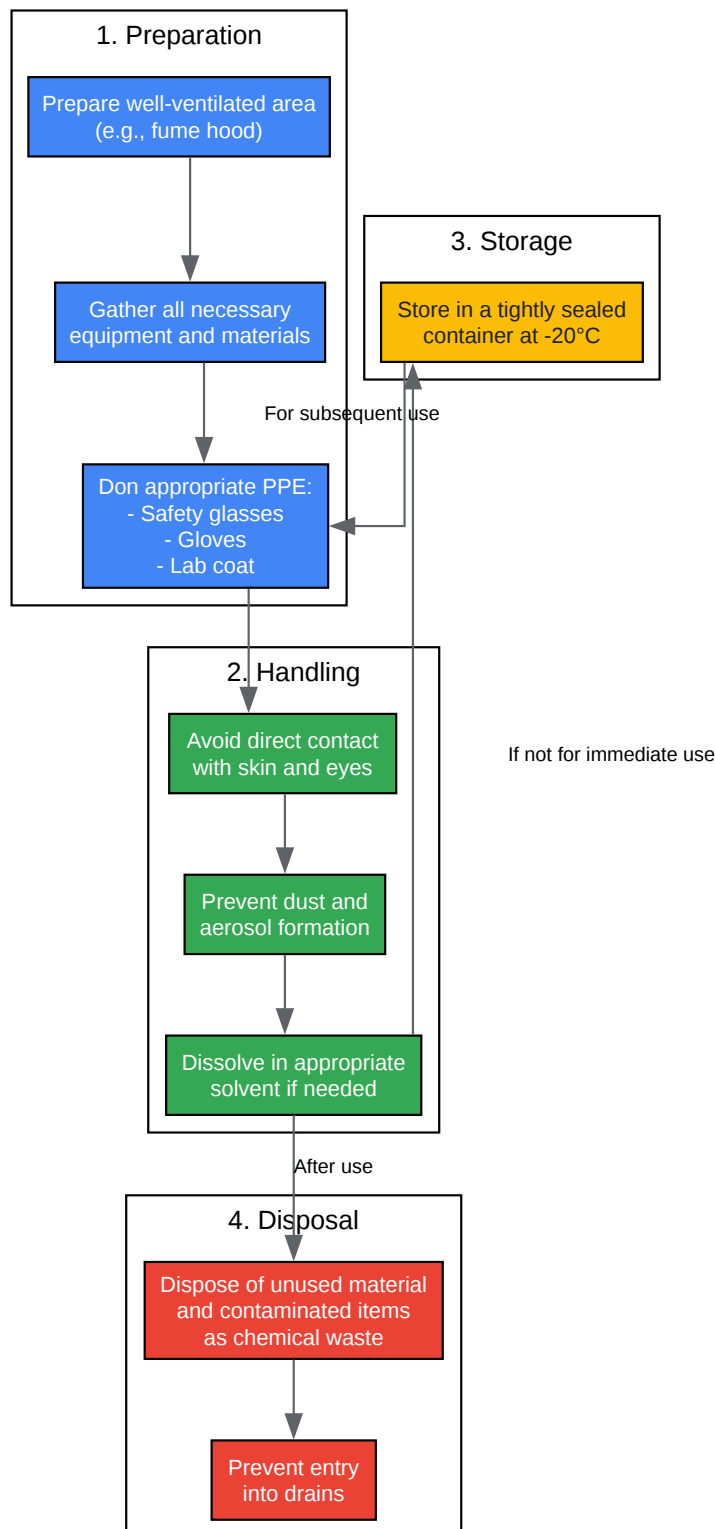 1. Preparation
Prepare well-ventilated area
(e.g., fume hood)
Gather all necessary
equipment and materials
Don appropriate PPE:
- Safety glasses
- Gloves
- Lab coat
3. Storage
Store in a tightly sealed
container at -20°C
For subsequent use
2. Handling
Avoid direct contact
with skin and eyes
Prevent dust and
aerosol formation
Dissolve in appropriate
solvent if needed
If not for immediate use
After use
4. Disposal
Dispose of unused material
and contaminated items
as chemical waste
Prevent entry
into drains